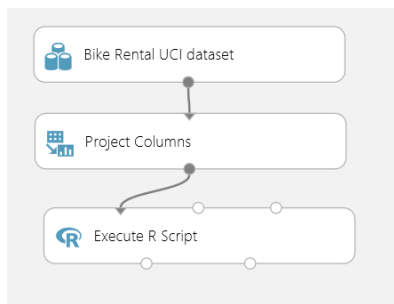 Bike Rental UCI dataset
Project Columns
R Execute R Script